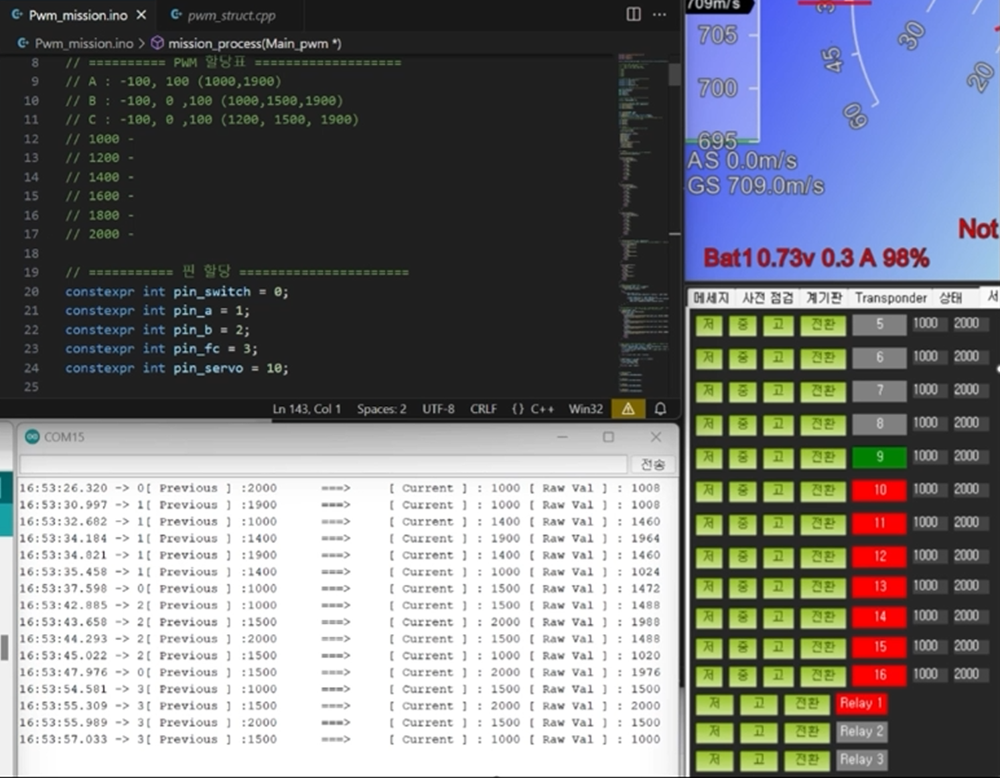 Pwm_mission.ino
pwm_struct.cpp
Pwm_mission.ino > mission_process(Main_pwm *)
8 // ========== PWM 할당표 ===================
9 // A : -100, 100 (1000,1900)
10 // B : -100, 0 ,100 (1000,1500,1900)
11 // C : -100, 0 ,100 (1200, 1500, 1900)
12 // 1000 -
13 // 1200 -
14 // 1400 -
15 // 1600 -
16 // 1800 -
17 // 2000 -
18
19 // =========== 핀 할당 ======================
20 constexpr int pin_switch = 0;
21 constexpr int pin_a = 1;
22 constexpr int pin_b = 2;
23 constexpr int pin_fc = 3;
24 constexpr int pin_servo = 10;
25
Ln 143, Col 1 Spaces: 2 UTF-8 CRLF {} C++ Win32
COM15
전송
16:53:26.320 -> 0[ Previous ] :2000 ===> [ Current ] : 1000 [ Raw Val ] : 1008
16:53:30.997 -> 1[ Previous ] :1900 ===> [ Current ] : 1000 [ Raw Val ] : 1008
16:53:32.682 -> 1[ Previous ] :1000 ===> [ Current ] : 1400 [ Raw Val ] : 1460
16:53:34.184 -> 1[ Previous ] :1400 ===> [ Current ] : 1900 [ Raw Val ] : 1964
16:53:34.821 -> 1[ Previous ] :1900 ===> [ Current ] : 1400 [ Raw Val ] : 1460
16:53:35.458 -> 1[ Previous ] :1400 ===> [ Current ] : 1000 [ Raw Val ] : 1024
16:53:37.598 -> 0[ Previous ] :1000 ===> [ Current ] : 1500 [ Raw Val ] : 1472
16:53:42.885 -> 2[ Previous ] :1000 ===> [ Current ] : 1500 [ Raw Val ] : 1488
16:53:43.658 -> 2[ Previous ] :1500 ===> [ Current ] : 2000 [ Raw Val ] : 1988
16:53:44.293 -> 2[ Previous ] :2000 ===> [ Current ] : 1500 [ Raw Val ] : 1488
16:53:45.022 -> 2[ Previous ] :1500 ===> [ Current ] : 1000 [ Raw Val ] : 1020
16:53:47.976 -> 0[ Previous ] :1500 ===> [ Current ] : 2000 [ Raw Val ] : 1976
16:53:54.581 -> 3[ Previous ] :1000 ===> [ Current ] : 1500 [ Raw Val ] : 1500
16:53:55.309 -> 3[ Previous ] :1500 ===> [ Current ] : 2000 [ Raw Val ] : 2000
16:53:55.989 -> 3[ Previous ] :2000 ===> [ Current ] : 1500 [ Raw Val ] : 1500
16:53:57.033 -> 3[ Previous ] :1500 ===> [ Current ] : 1000 [ Raw Val ] : 1000
709m/s
705
700
695
45
60
30
20
AS 0.0m/s
GS 709.0m/s
Not
Bat1 0.73v 0.3 A 98%
메세지 사전 점검 계기판 Transponder 상태 서
저 중 고 전환 5 1000 2000
저 중 고 전환 6 1000 2000
저 중 고 전환 7 1000 2000
저 중 고 전환 8 1000 2000
저 중 고 전환 9 1000 2000
저 중 고 전환 10 1000 2000
저 중 고 전환 11 1000 2000
저 중 고 전환 12 1000 2000
저 중 고 전환 13 1000 2000
저 중 고 전환 14 1000 2000
저 중 고 전환 15 1000 2000
저 중 고 전환 16 1000 2000
저 고 전환 Relay 1
저 고 전환 Relay 2
저 고 전환 Relay 3